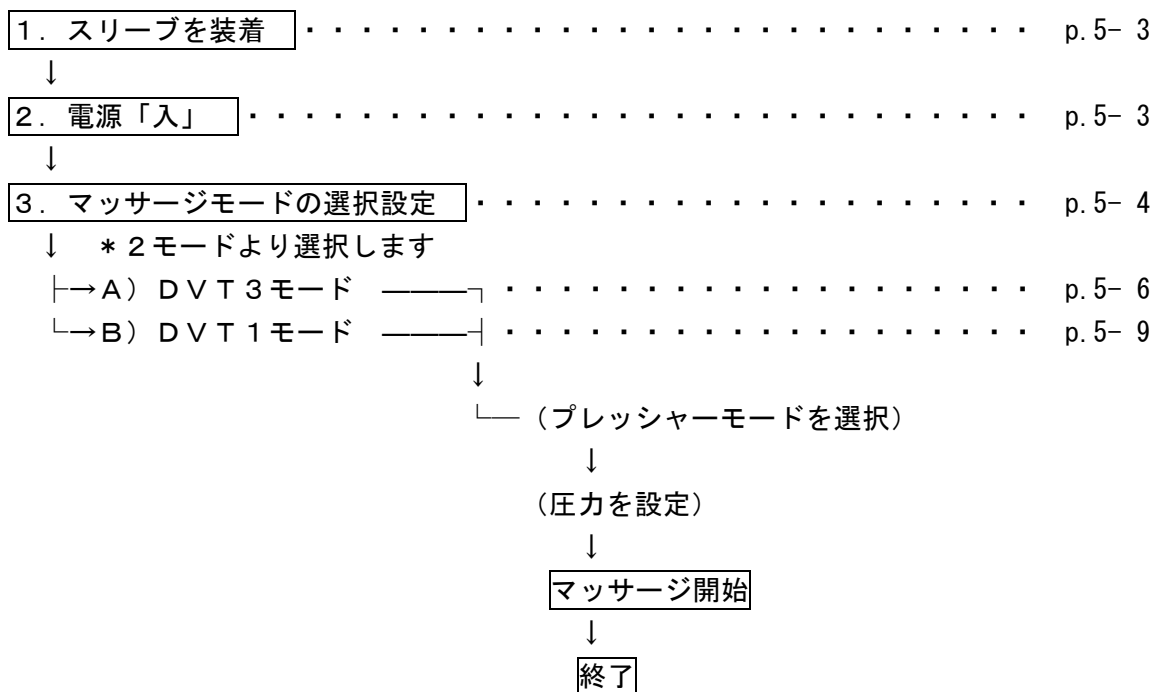 １．スリーブを装着 ・・・・・・・・・・・・・・・・・・・・・・・・・・ p.5- 3
↓
２．電源「入」 ・・・・・・・・・・・・・・・・・・・・・・・・・・・・ p.5- 3
↓
３．マッサージモードの選択設定 ・・・・・・・・・・・・・・・・・・・・ p.5- 4
↓ ＊２モードより選択します
├→Ａ）ＤＶＴ３モード ―――┐・・・・・・・・・・・・・・・・・・・ p.5- 6
└→Ｂ）ＤＶＴ１モード ―――┤・・・・・・・・・・・・・・・・・・・ p.5- 9
↓
└─（プレッシャーモードを選択）
↓
（圧力を設定）
↓
マッサージ開始
↓
終了